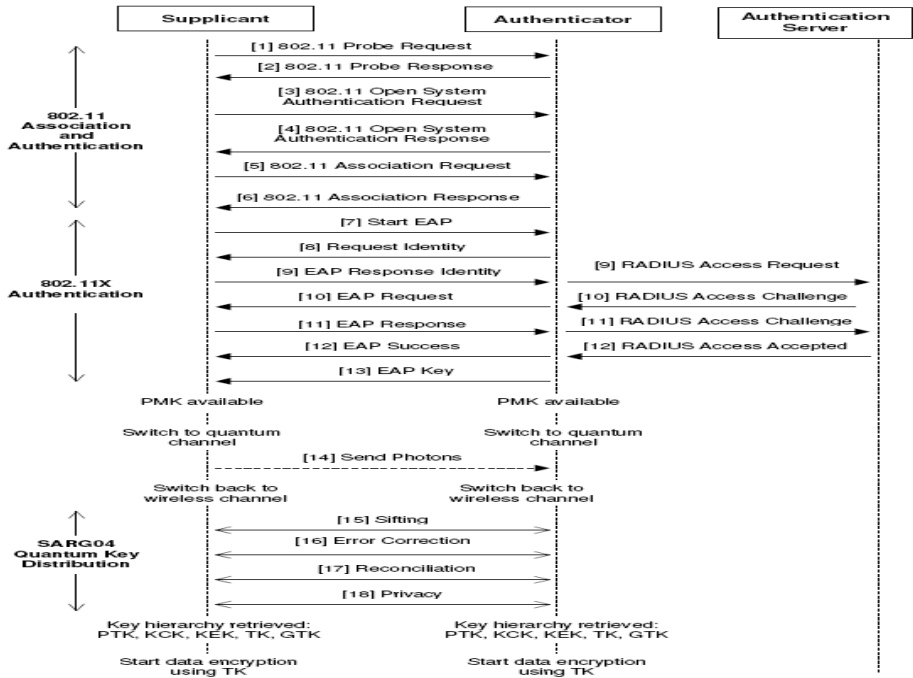 Supplicant
Authenticator
Authentication
Server
[1] 802.11 Probe Request
[2] 802.11 Probe Response
[3] 802.11 Open System
Authentication Request
[4] 802.11 Open System
Authentication Response
[5] 802.11 Association Request
[6] 802.11 Association Response
802.11
Association
and
Authentication
[7] Start EAP
[8] Request Identity
[9] EAP Response Identity
[9] RADIUS Access Request
[10] EAP Request
[10] RADIUS Access Challenge
[11] EAP Response
[11] RADIUS Access Challenge
[12] EAP Success
[12] RADIUS Access Accepted
[13] EAP Key
802.11X
Authentication
PMK available
PMK available
Switch to quantum
channel
Switch to quantum
channel
[14] Send Photons
Switch back to
wireless channel
Switch back to
wireless channel
[15] Sifting
[16] Error Correction
[17] Reconciliation
[18] Privacy
SARG04
Quantum Key
Distribution
Key hierarchy retrieved:
PTK, KCK, KEK, TK, GTK
Key hierarchy retrieved:
PTK, KCK, KEK, TK, GTK
Start data encryption
using TK
Start data encryption
using TK